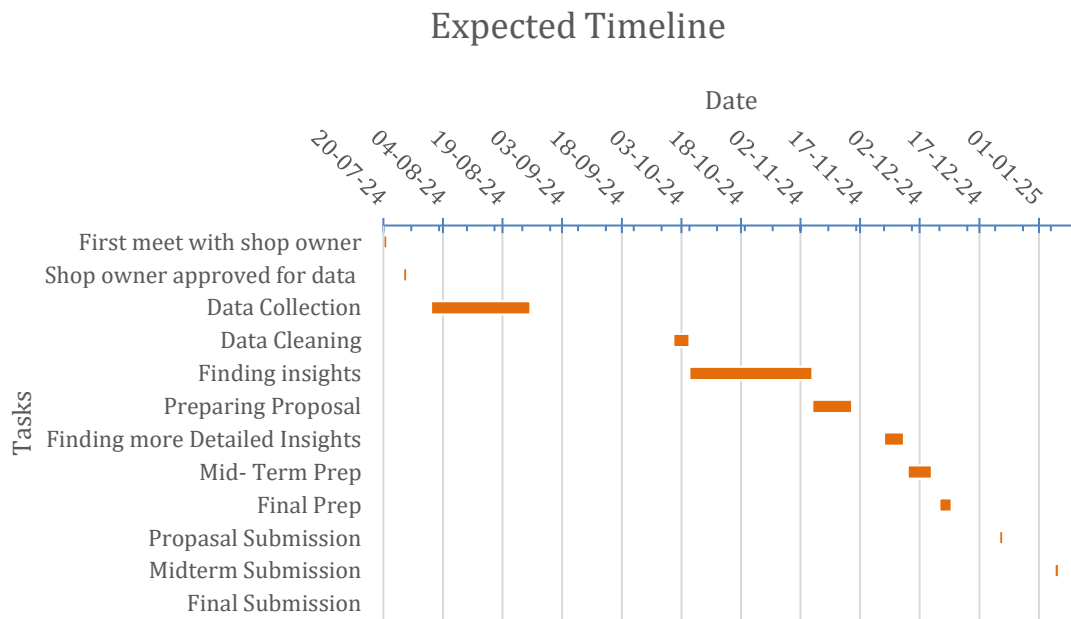 Expected Timeline
Date
20-07-24
04-08-24
19-08-24
03-09-24
18-09-24
03-10-24
18-10-24
02-11-24
17-11-24
02-12-24
17-12-24
01-01-25
Tasks
First meet with shop owner
Shop owner approved for data
Data Collection
Data Cleaning
Finding insights
Preparing Proposal
Finding more Detailed Insights
Mid- Term Prep
Final Prep
Propasal Submission
Midterm Submission
Final Submission